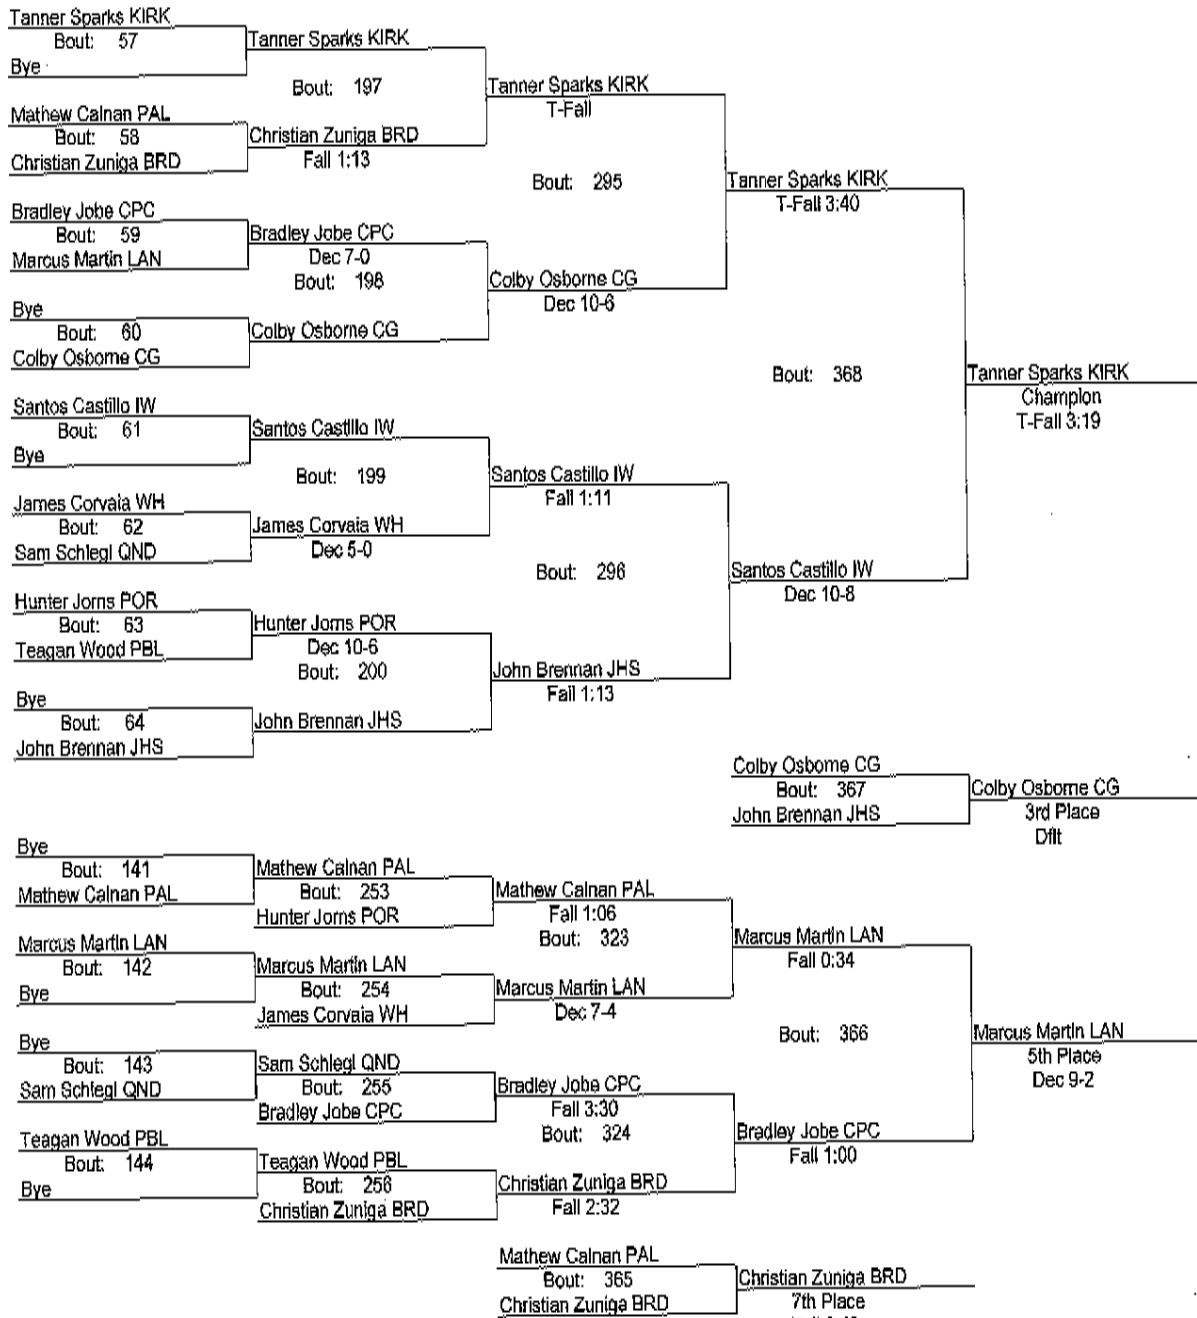 Tanner Sparks KIRK
Bout: 57
Bye
Tanner Sparks KIRK
Bout: 197
Mathew Calnan PAL
Bout: 58
Christian Zuniga BRD
Christian Zuniga BRD
Fall 1:13
Tanner Sparks KIRK
T-Fall
Bout: 295
Bradley Jobe CPC
Bout: 59
Marcus Martin LAN
Bradley Jobe CPC
Dec 7-0
Bout: 198
Bye
Bout: 60
Colby Osborne CG
Colby Osborne CG
Colby Osborne CG
Dec 10-6
Tanner Sparks KIRK
T-Fall 3:40
Bout: 368
Tanner Sparks KIRK
Champion
T-Fall 3:19
Santos Castillo IW
Bout: 61
Bye
Santos Castillo IW
Bout: 199
James Corvaia WH
Bout: 62
Sam Schlegl QND
James Corvaia WH
Dec 5-0
Santos Castillo IW
Fall 1:11
Bout: 296
Hunter Jorns POR
Bout: 63
Teagan Wood PBL
Hunter Jorns POR
Dec 10-6
Bout: 200
Bye
Bout: 64
John Brennan JHS
John Brennan JHS
John Brennan JHS
Fall 1:13
Santos Castillo IW
Dec 10-8
Colby Osborne CG
Bout: 367
John Brennan JHS
Colby Osborne CG
3rd Place
Dflt
Bye
Bout: 141
Mathew Calnan PAL
Mathew Calnan PAL
Bout: 253
Hunter Jorns POR
Mathew Calnan PAL
Fall 1:06
Bout: 323
Marcus Martin LAN
Bout: 142
Bye
Marcus Martin LAN
Bout: 254
James Corvaia WH
Marcus Martin LAN
Dec 7-4
Marcus Martin LAN
Fall 0:34
Bout: 366
Marcus Martin LAN
5th Place
Dec 9-2
Bye
Bout: 143
Sam Schlegl QND
Sam Schlegl QND
Bout: 255
Bradley Jobe CPC
Bradley Jobe CPC
Fall 3:30
Bout: 324
Teagan Wood PBL
Bout: 144
Bye
Teagan Wood PBL
Bout: 256
Christian Zuniga BRD
Christian Zuniga BRD
Fall 2:32
Bradley Jobe CPC
Fall 1:00
Mathew Calnan PAL
Bout: 365
Christian Zuniga BRD
Christian Zuniga BRD
7th Place